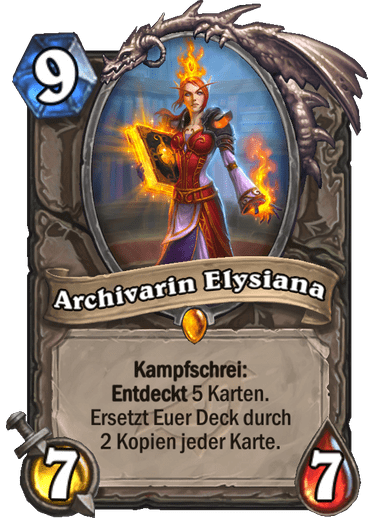 9
Archivarin Elysiana
Kampfschrei:
Entdeckt 5 Karten.
Ersetzt Euer Deck durch
2 Kopien jeder Karte.
7
7